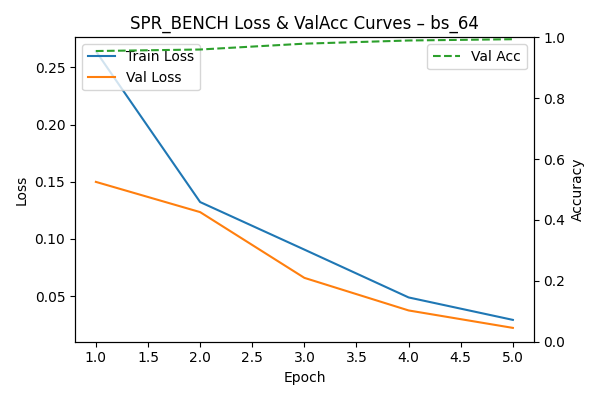 SPR_BENCH Loss & ValAcc Curves – bs_64
Train Loss
Val Loss
Val Acc
0.25
0.20
0.15
0.10
0.05
Loss
1.0
0.8
0.6
0.4
0.2
0.0
Accuracy
1.0 1.5 2.0 2.5 3.0 3.5 4.0 4.5 5.0
Epoch